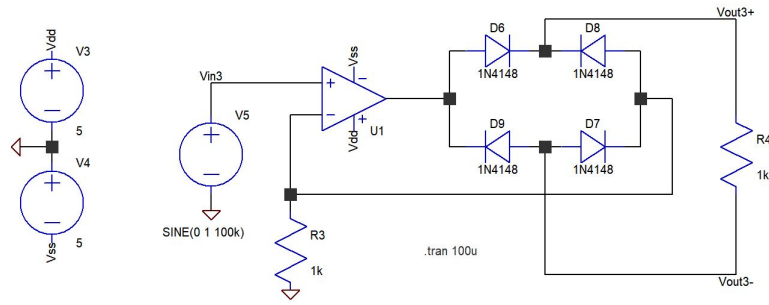 Vdd
V3
+
−
5
V4
+
−
Vss
5
Vin3
V5
+
−
SINE(0 1 100k)
Vss
+
−
−
+
U1
Vdd
R3
1k
.tran 100u
D6
1N4148
D8
1N4148
D9
1N4148
D7
1N4148
Vout3+
R4
1k
Vout3-